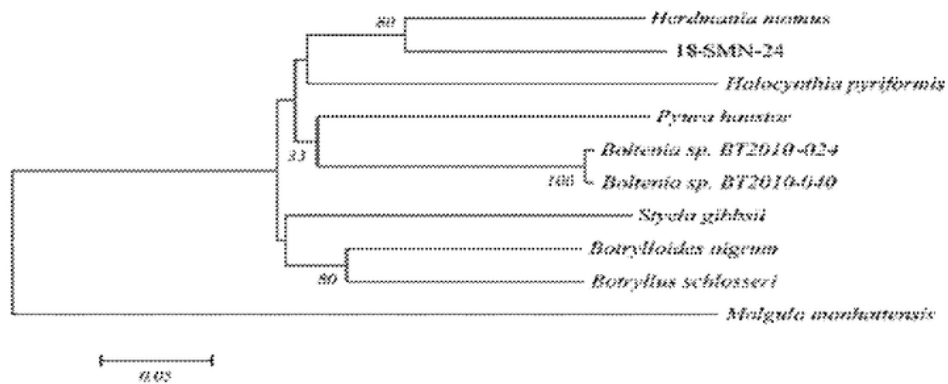 80
Herdmania momus
18-SMN-24
Halocynthia pyriformis
Pyura haustor
33
Boltenia sp. BT2010-024
100
Boltenia sp. BT2010-040
Styela gibbsii
Botrylloides nigrum
80
Botryllus schlosseri
Molgula manhattensis
0.05